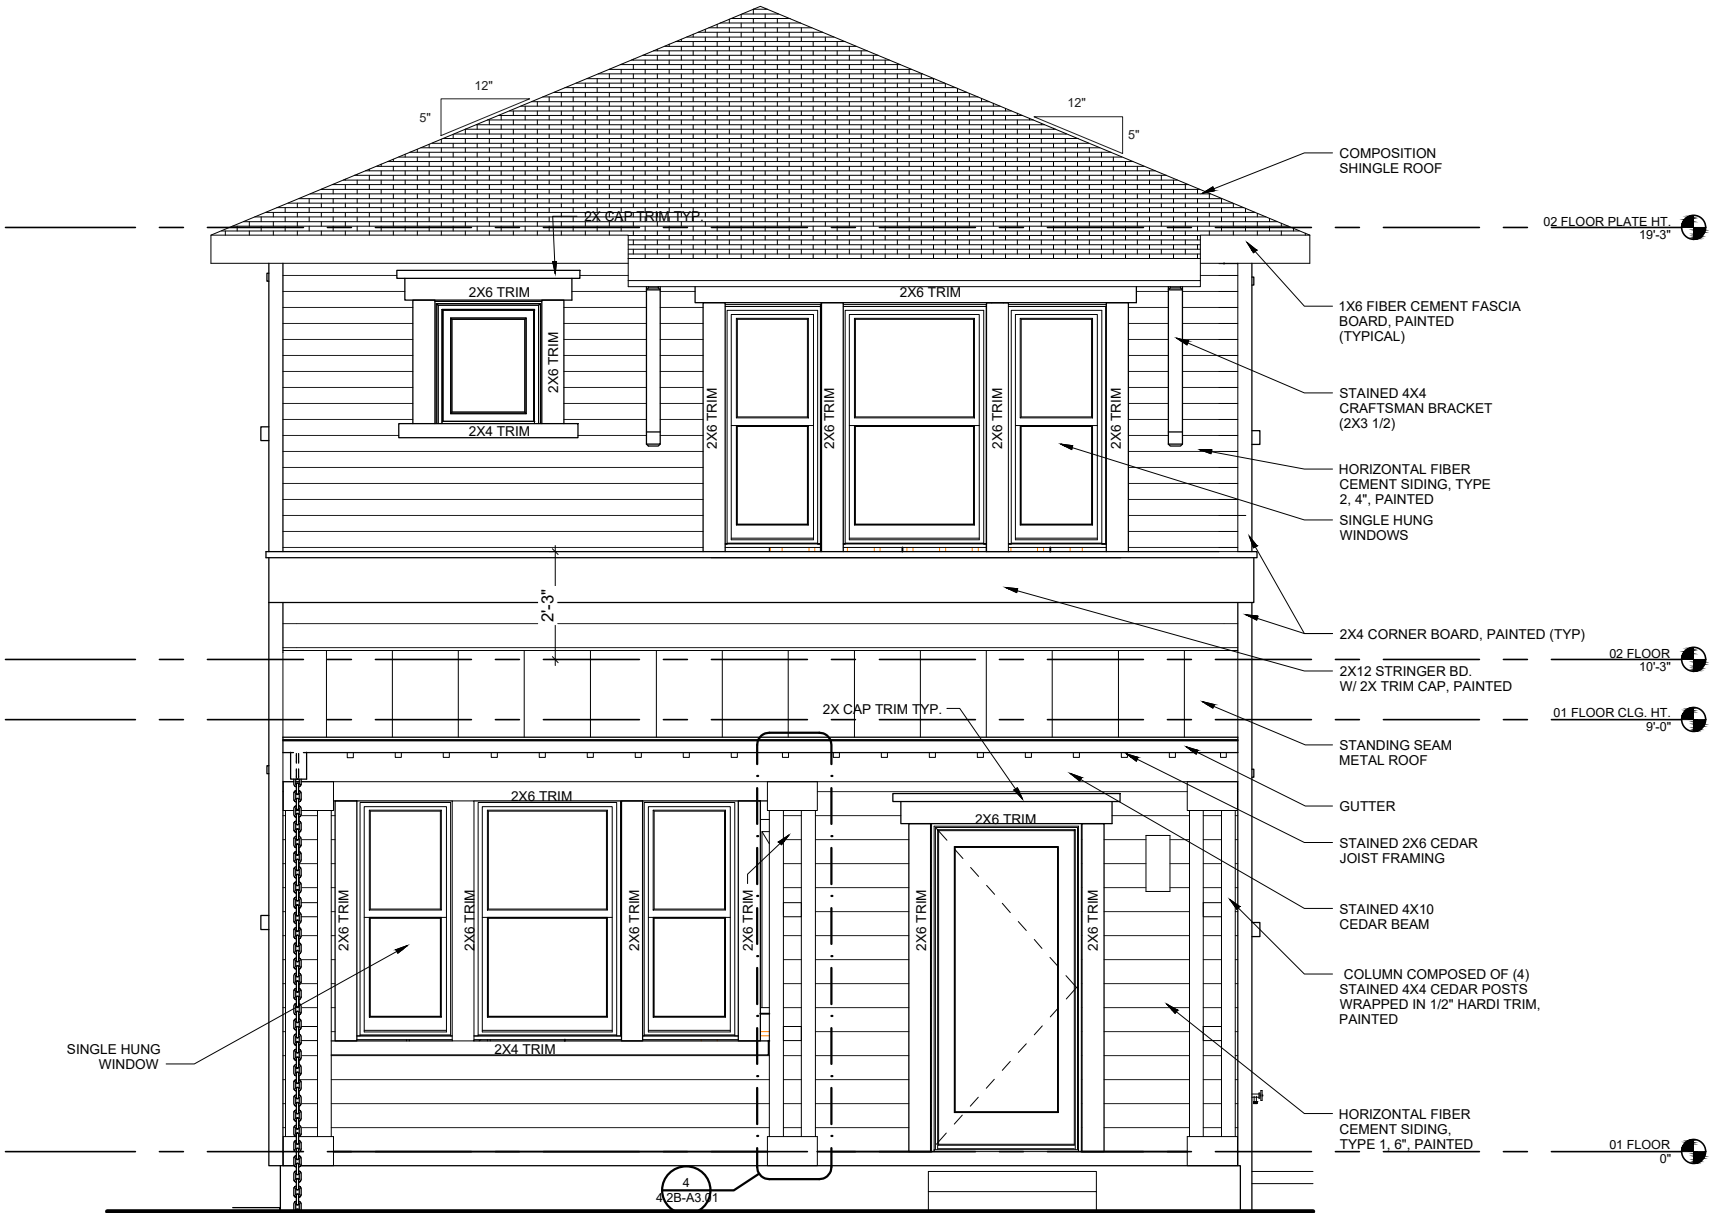 12"
5"
12"
5"
COMPOSITION
SHINGLE ROOF
2X CAP TRIM TYP.
02 FLOOR PLATE HT.
19'-3"
2X6 TRIM
2X6 TRIM
2X4 TRIM
2X6 TRIM
2X6 TRIM
2X6 TRIM
2X6 TRIM
2X6 TRIM
1X6 FIBER CEMENT FASCIA
BOARD, PAINTED
(TYPICAL)
STAINED 4X4
CRAFTSMAN BRACKET
(2X3 1/2)
HORIZONTAL FIBER
CEMENT SIDING, TYPE
2, 4", PAINTED
SINGLE HUNG
WINDOWS
2'-3"
2X4 CORNER BOARD, PAINTED (TYP)
02 FLOOR
10'-3"
2X12 STRINGER BD.
W/ 2X TRIM CAP, PAINTED
2X CAP TRIM TYP.
01 FLOOR CLG. HT.
9'-0"
STANDING SEAM
METAL ROOF
GUTTER
2X6 TRIM
2X6 TRIM
STAINED 2X6 CEDAR
JOIST FRAMING
2X6 TRIM
2X6 TRIM
2X6 TRIM
2X6 TRIM
2X6 TRIM
2X6 TRIM
STAINED 4X10
CEDAR BEAM
COLUMN COMPOSED OF (4)
STAINED 4X4 CEDAR POSTS
WRAPPED IN 1/2" HARDI TRIM,
PAINTED
2X4 TRIM
SINGLE HUNG
WINDOW
HORIZONTAL FIBER
CEMENT SIDING,
TYPE 1, 6", PAINTED
01 FLOOR
0"
4
4.2B-A3.01